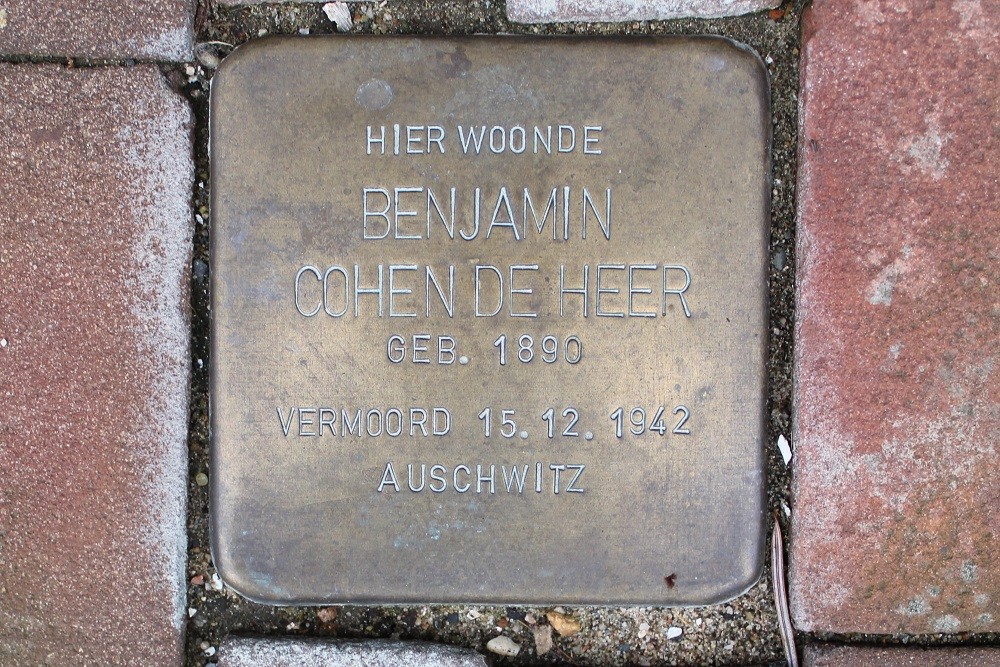 HIER WOONDE
BENJAMIN
COHEN DE HEER
GEB. 1890
VERMOORD 15.12.1942
AUSCHWITZ